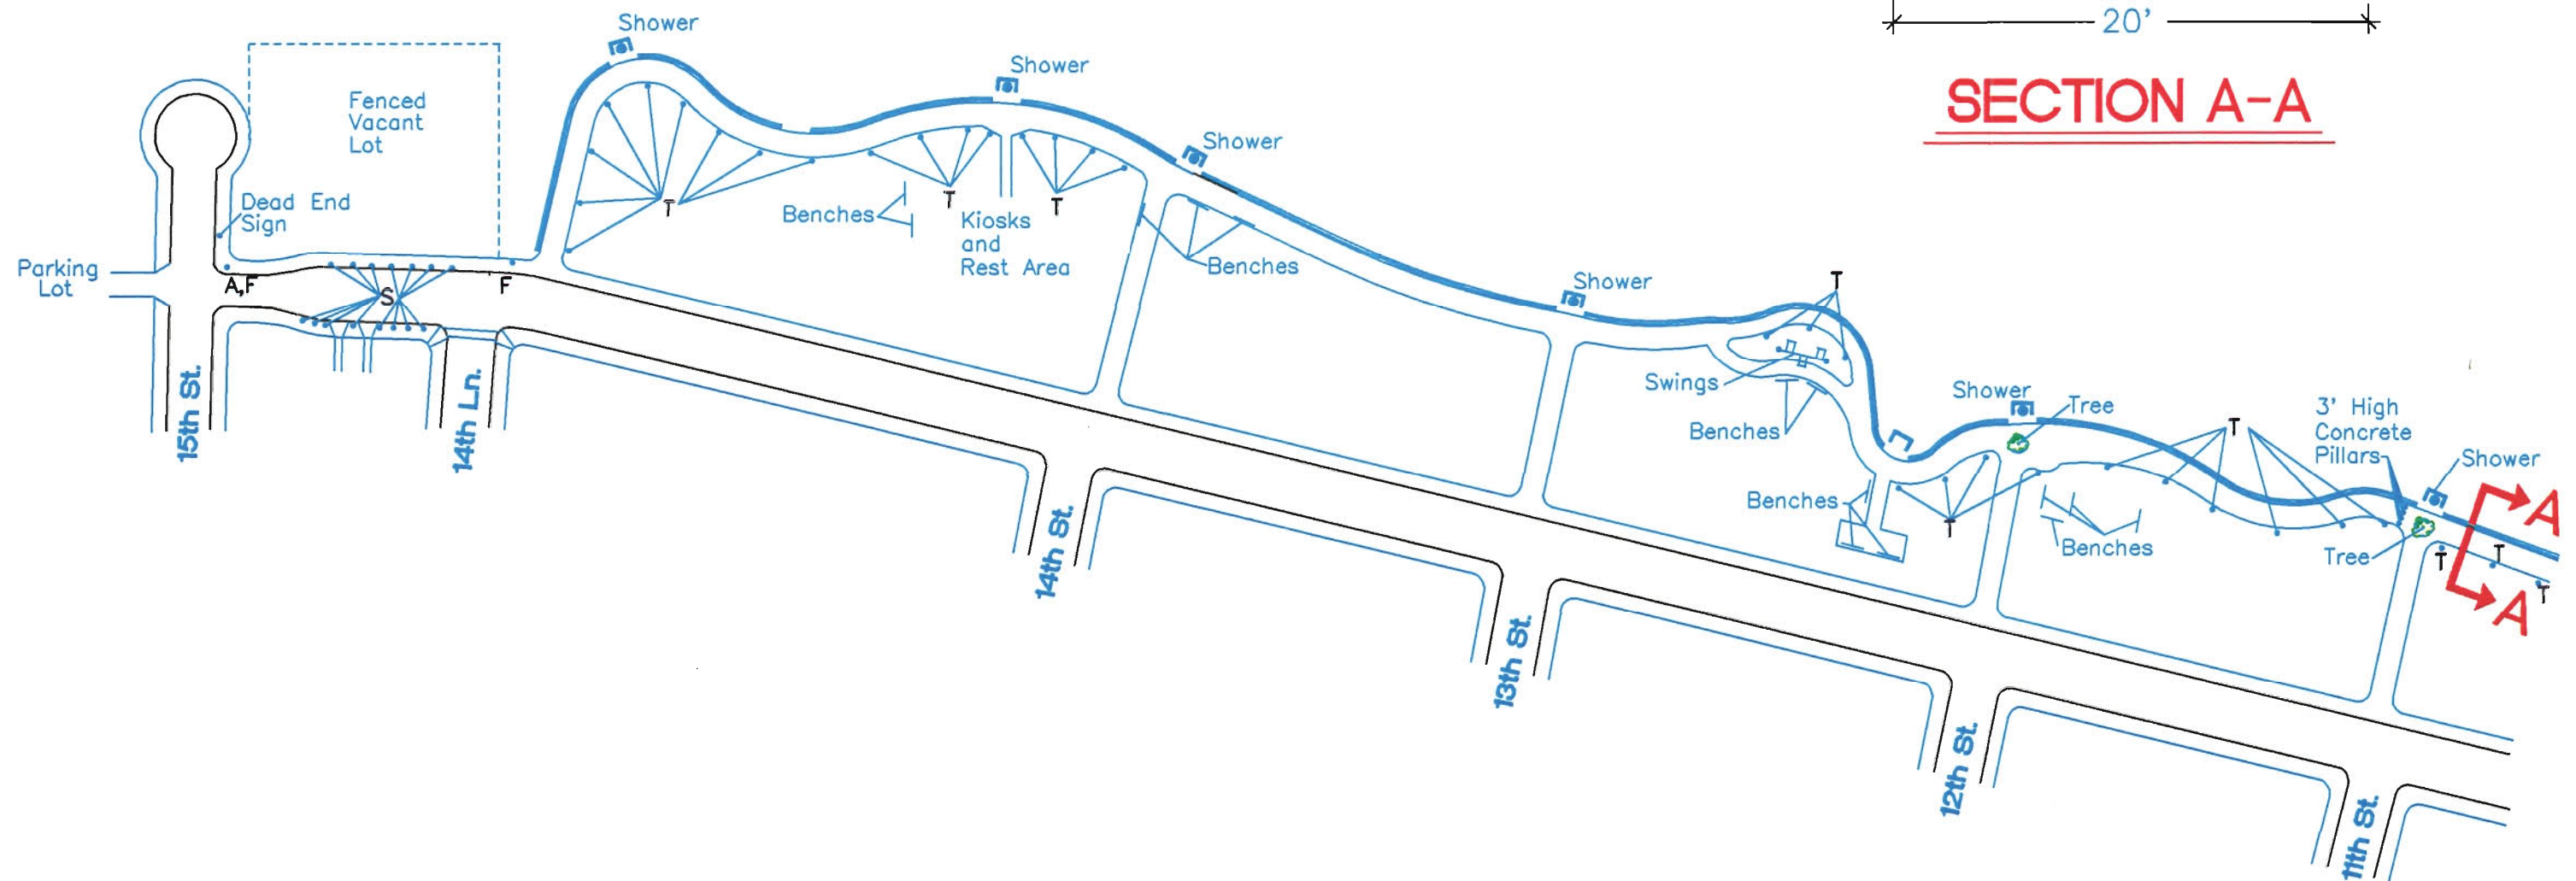 20'
SECTION A-A
Shower
Shower
Shower
Fenced
Vacant
Lot
Dead End
Sign
Parking
Lot
A,F
S
F
T
Benches
T
Kiosks
and
Rest Area
T
Benches
Shower
T
Swings
Benches
Shower
Tree
T
3' High
Concrete
Pillars
Shower
Benches
T
Benches
Tree
T
T
T
A
A
15th St.
14th Ln.
14th St.
13th St.
12th St.
11th St.